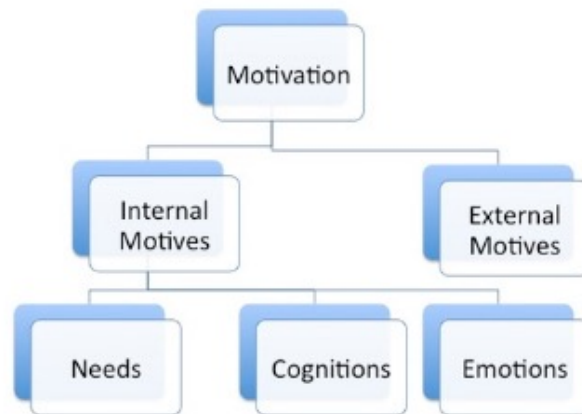 Motivation
Internal
Motives
External
Motives
Needs
Cognitions
Emotions